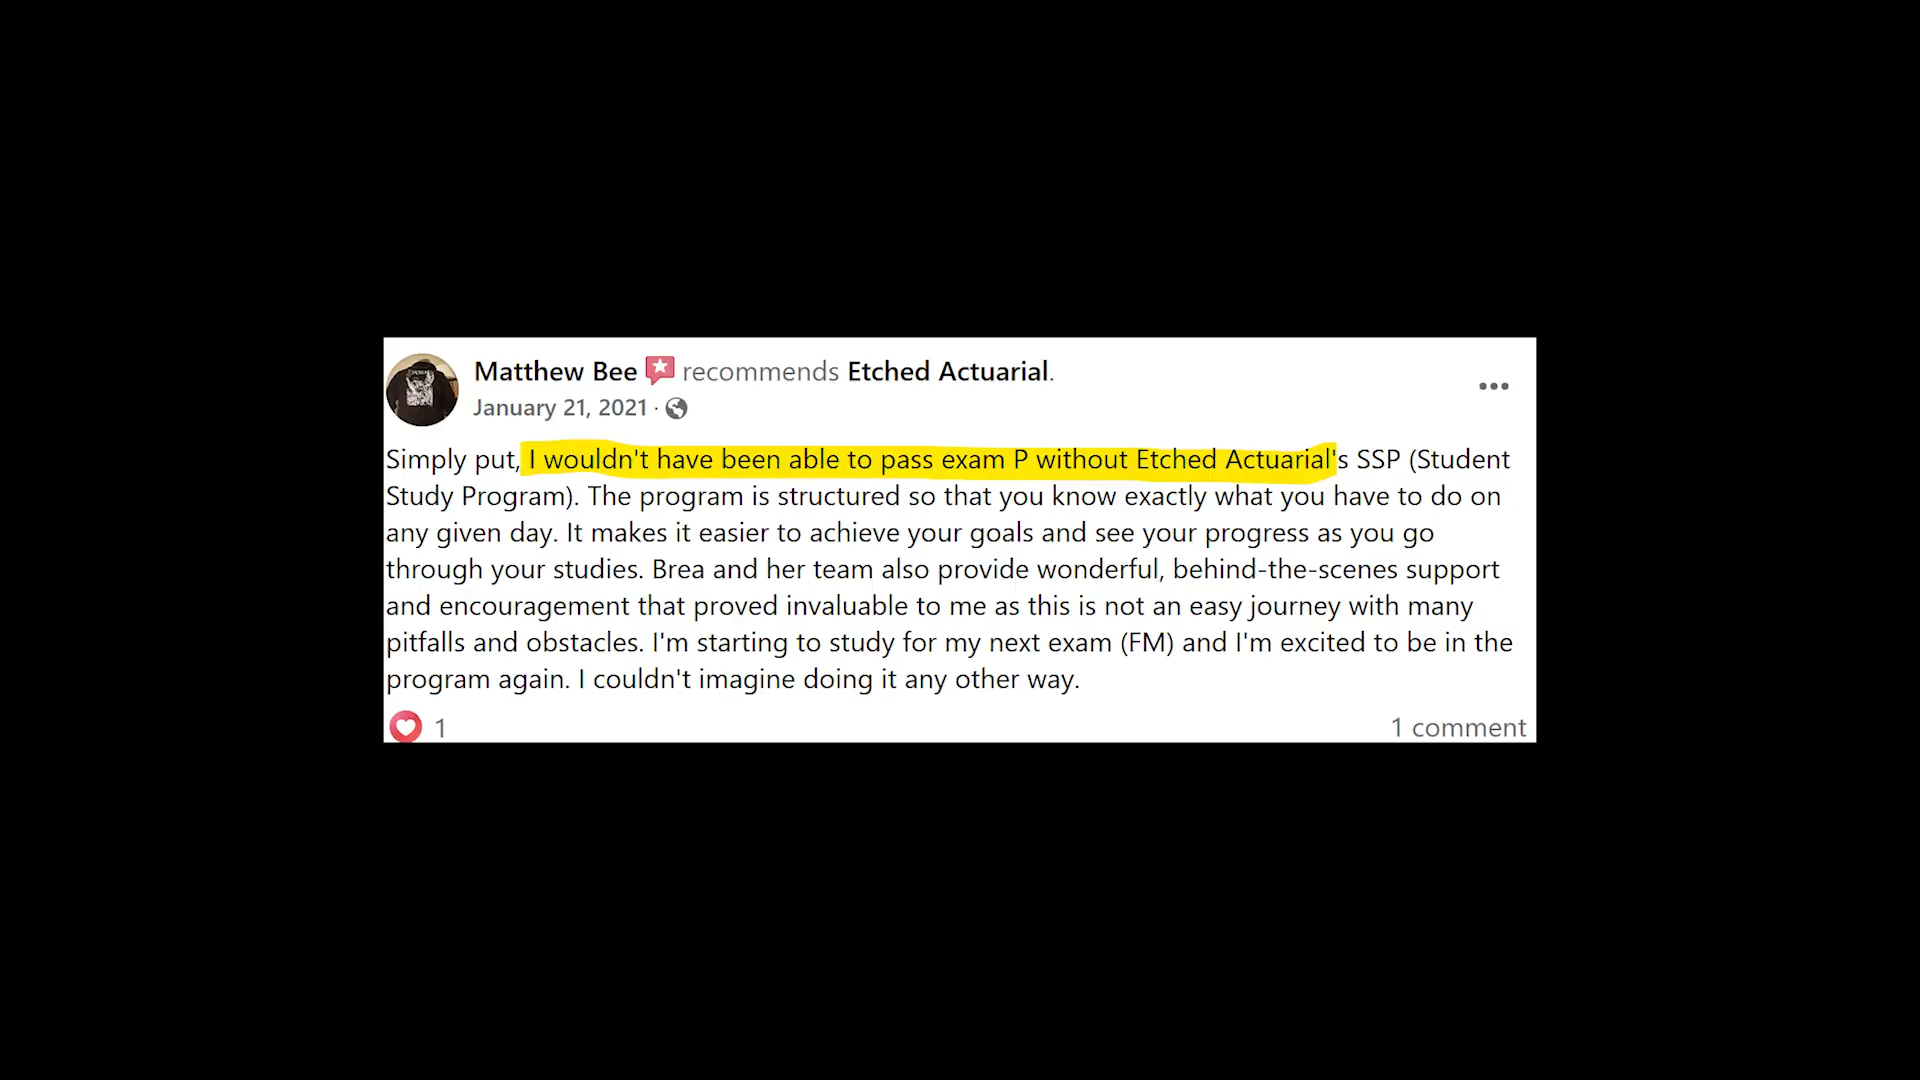 Matthew Bee recommends Etched Actuarial.
January 21, 2021 ·
Simply put, I wouldn't have been able to pass exam P without Etched Actuarial's SSP (Student
Study Program). The program is structured so that you know exactly what you have to do on
any given day. It makes it easier to achieve your goals and see your progress as you go
through your studies. Brea and her team also provide wonderful, behind-the-scenes support
and encouragement that proved invaluable to me as this is not an easy journey with many
pitfalls and obstacles. I'm starting to study for my next exam (FM) and I'm excited to be in the
program again. I couldn't imagine doing it any other way.
1
1 comment